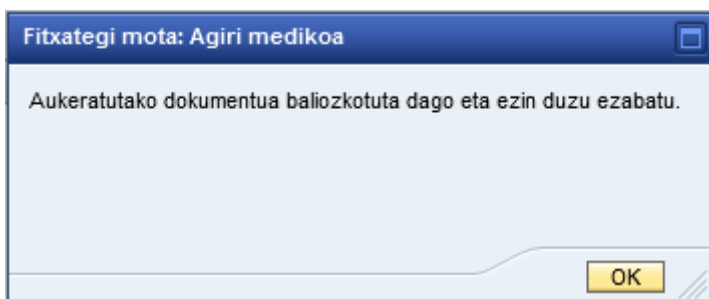 Fitxategi mota: Agiri medikoa
Aukeratutako dokumentua baliozkotuta dago eta ezin duzu ezabatu.
OK